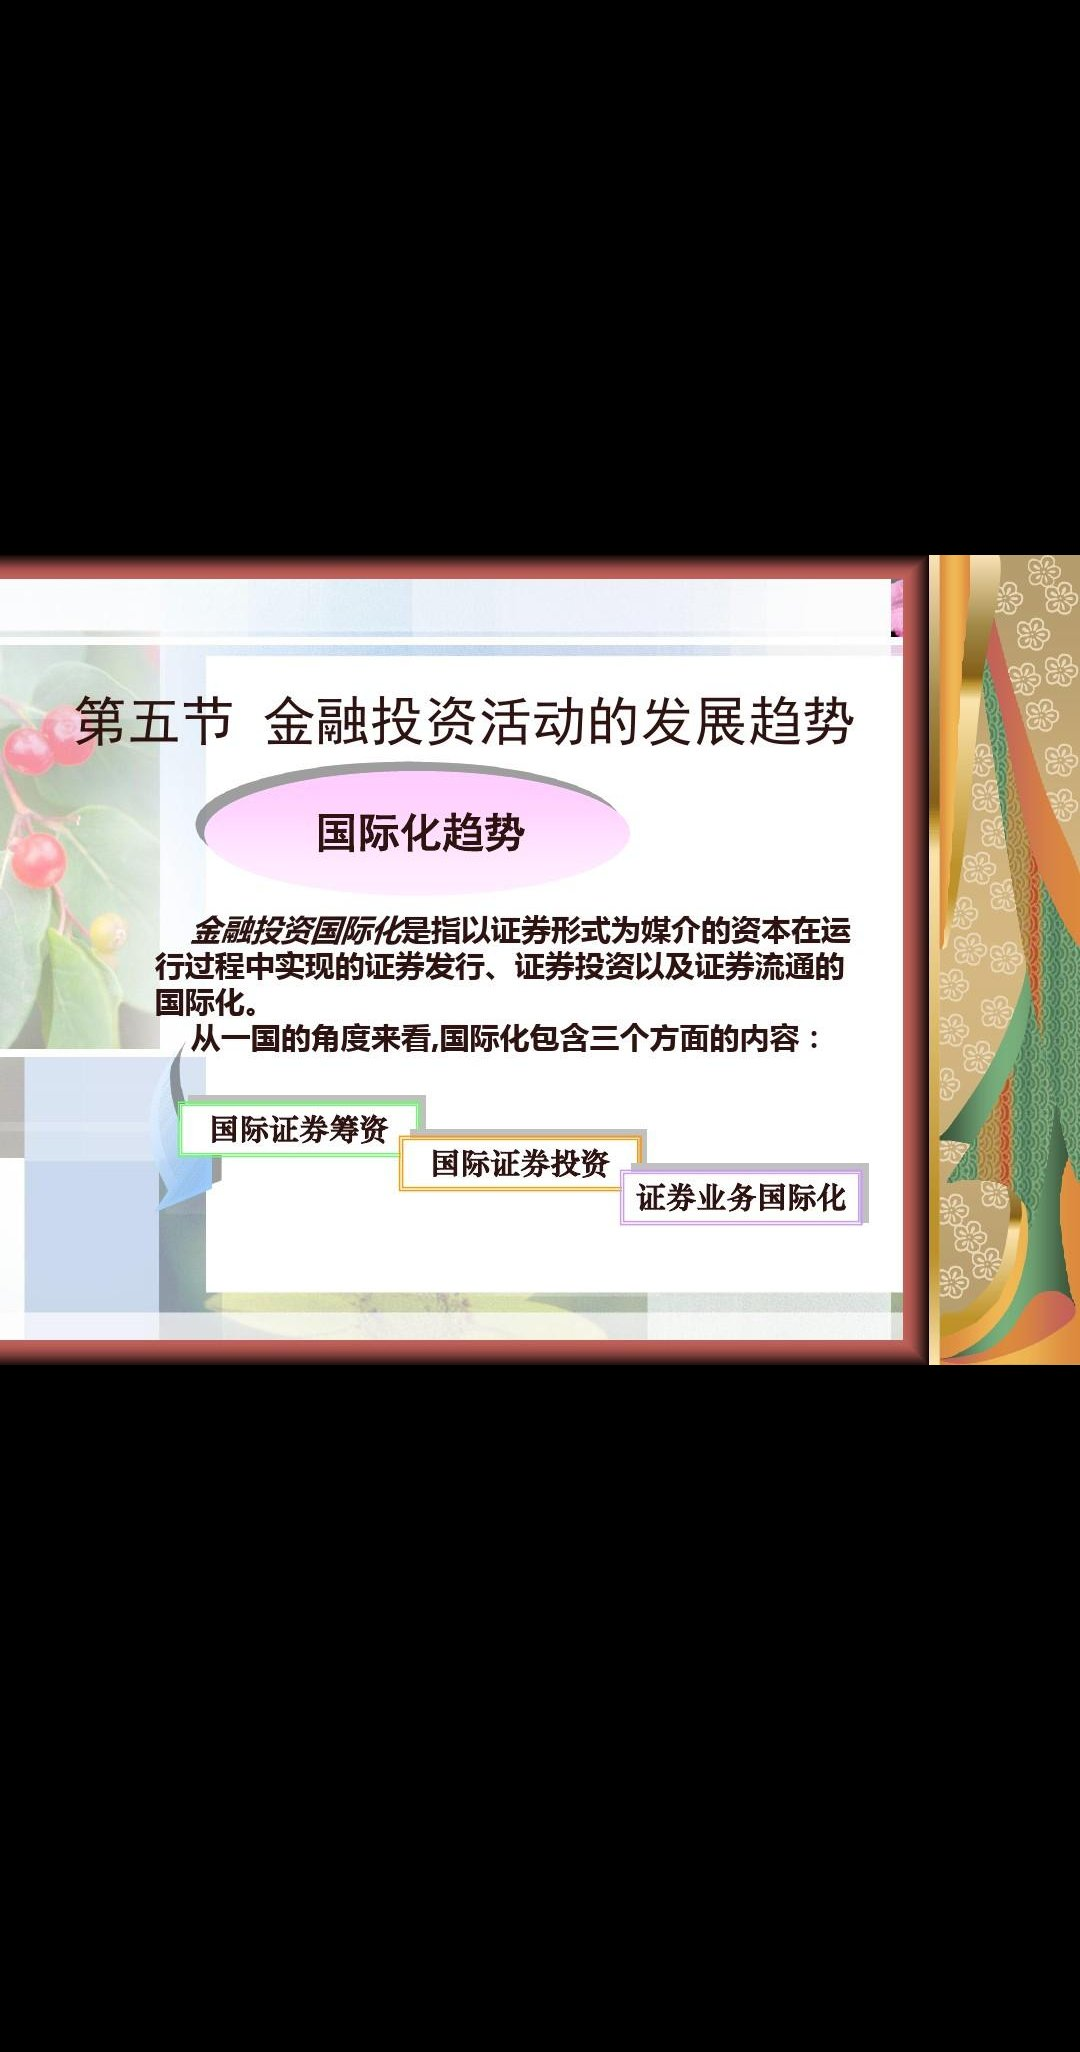 第五节 金融投资活动的发展趋势
国际化趋势
金融投资国际化是指以证券形式为媒介的资本在运
行过程中实现的证券发行、证券投资以及证券流通的
国际化。
从一国的角度来看,国际化包含三个方面的内容：
国际证券筹资
国际证券投资
证券业务国际化